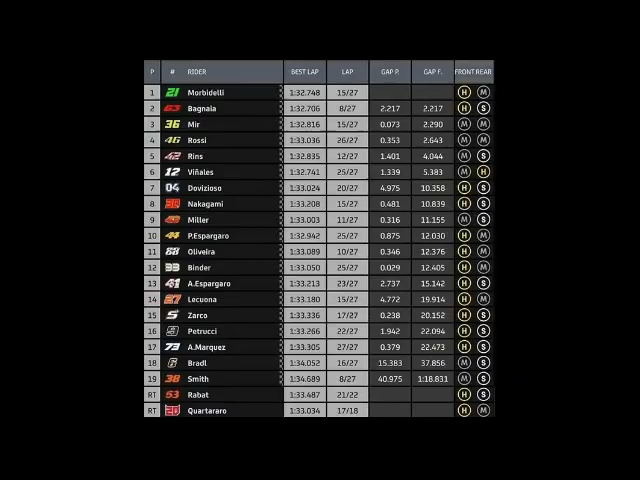 P # RIDER BEST LAP LAP GAP P. GAP F. FRONT REAR
1 21 Morbidelli 1:32.748 15/27 H M
2 63 Bagnaia 1:32.706 8/27 2.217 2.217 H S
3 36 Mir 1:32.816 15/27 0.073 2.290 M M
4 46 Rossi 1:33.036 26/27 0.353 2.643 M M
5 42 Rins 1:32.835 12/27 1.401 4.044 M S
6 12 Viñales 1:32.741 25/27 1.339 5.383 M H
7 04 Dovizioso 1:33.024 20/27 4.975 10.358 H S
8 30 Nakagami 1:33.208 15/27 0.481 10.839 H S
9 43 Miller 1:33.003 11/27 0.316 11.155 M S
10 44 P.Espargaro 1:32.942 25/27 0.875 12.030 H M
11 88 Oliveira 1:33.089 10/27 0.346 12.376 H M
12 33 Binder 1:33.050 25/27 0.029 12.405 H M
13 41 A.Espargaro 1:33.213 23/27 2.737 15.142 H S
14 27 Lecuona 1:33.180 15/27 4.772 19.914 H M
15 5 Zarco 1:33.336 17/27 0.238 20.152 H S
16 9 Petrucci 1:33.266 22/27 1.942 22.094 H S
17 73 A.Marquez 1:33.305 27/27 0.379 22.473 H S
18 6 Bradl 1:34.052 16/27 15.383 37.856 M S
19 38 Smith 1:34.689 8/27 40.975 1:18.831 M S
RT 53 Rabat 1:33.487 21/22 H S
RT 20 Quartararo 1:33.034 17/18 H M